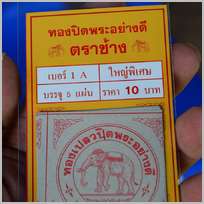 ทองปิดพระอย่างดี
ตราช้าง
เบอร์ 1 A ใหญ่พิเศษ
บรรจุ 5 แผ่น ราคา 10 บาท
ทองเปลวปิดพระอย่างดี